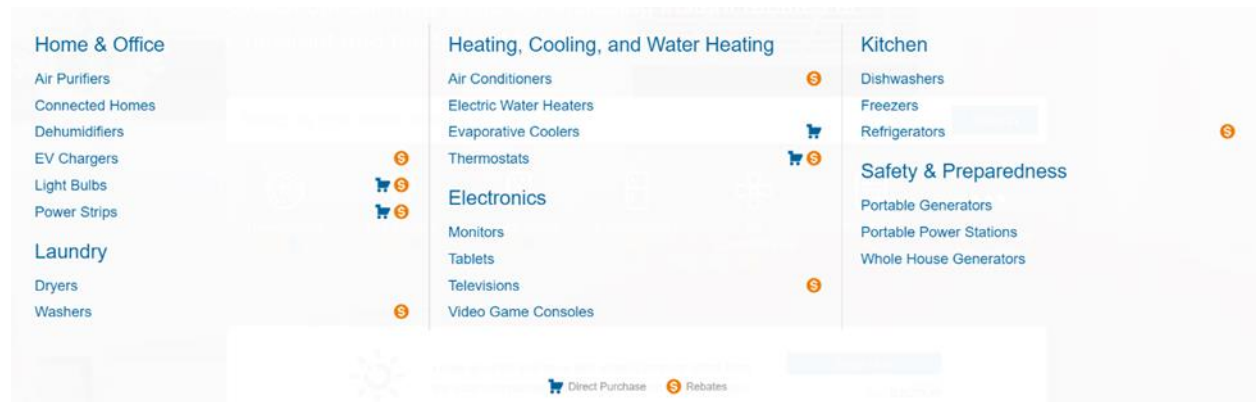 Home & Office
Air Purifiers
Connected Homes
Dehumidifiers
EV Chargers
Light Bulbs
Power Strips
Laundry
Dryers
Washers
Heating, Cooling, and Water Heating
Air Conditioners
Electric Water Heaters
Evaporative Coolers
Thermostats
Electronics
Monitors
Tablets
Televisions
Video Game Consoles
Kitchen
Dishwashers
Freezers
Refrigerators
Safety & Preparedness
Portable Generators
Portable Power Stations
Whole House Generators
Direct Purchase
Rebates